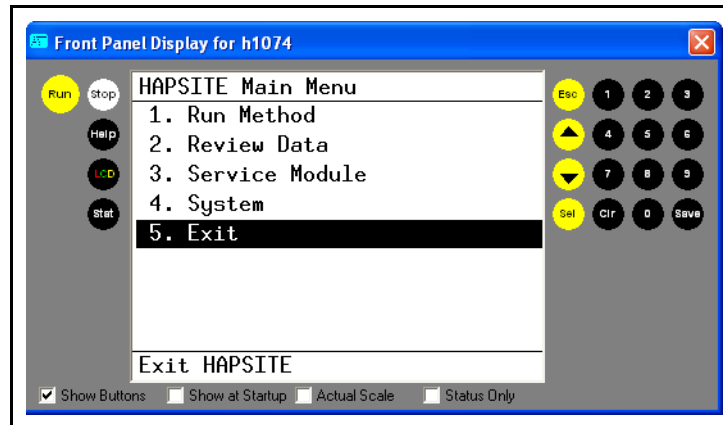 Front Panel Display for h1074
Run Stop
Help
LCD
Stat
HAPSITE Main Menu
1. Run Method
2. Review Data
3. Service Module
4. System
5. Exit
Exit HAPSITE
Esc 1 2 3
4 5 6
7 8 9
Sel Clr 0 Save
Show Buttons Show at Startup Actual Scale Status Only